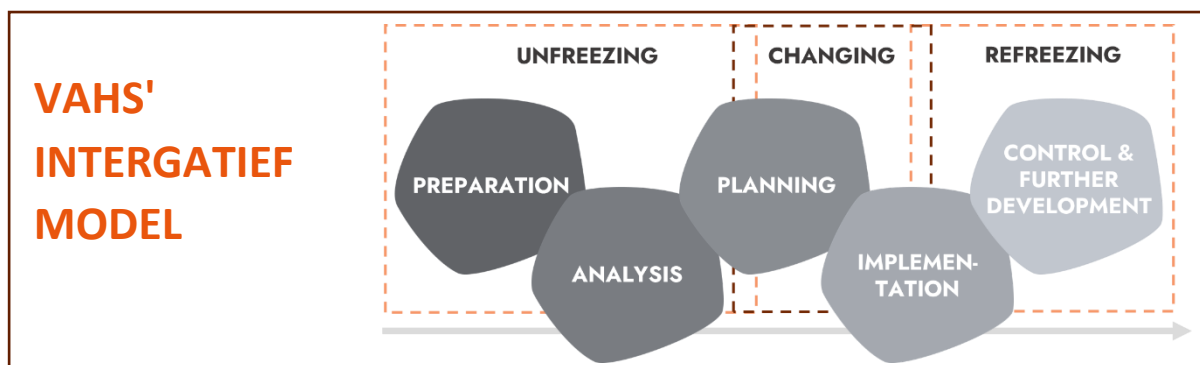 VAHS'
INTERGATIEF
MODEL
UNFREEZING
CHANGING
REFREEZING
PREPARATION
ANALYSIS
PLANNING
IMPLEMEN-
TATION
CONTROL &
FURTHER
DEVELOPMENT